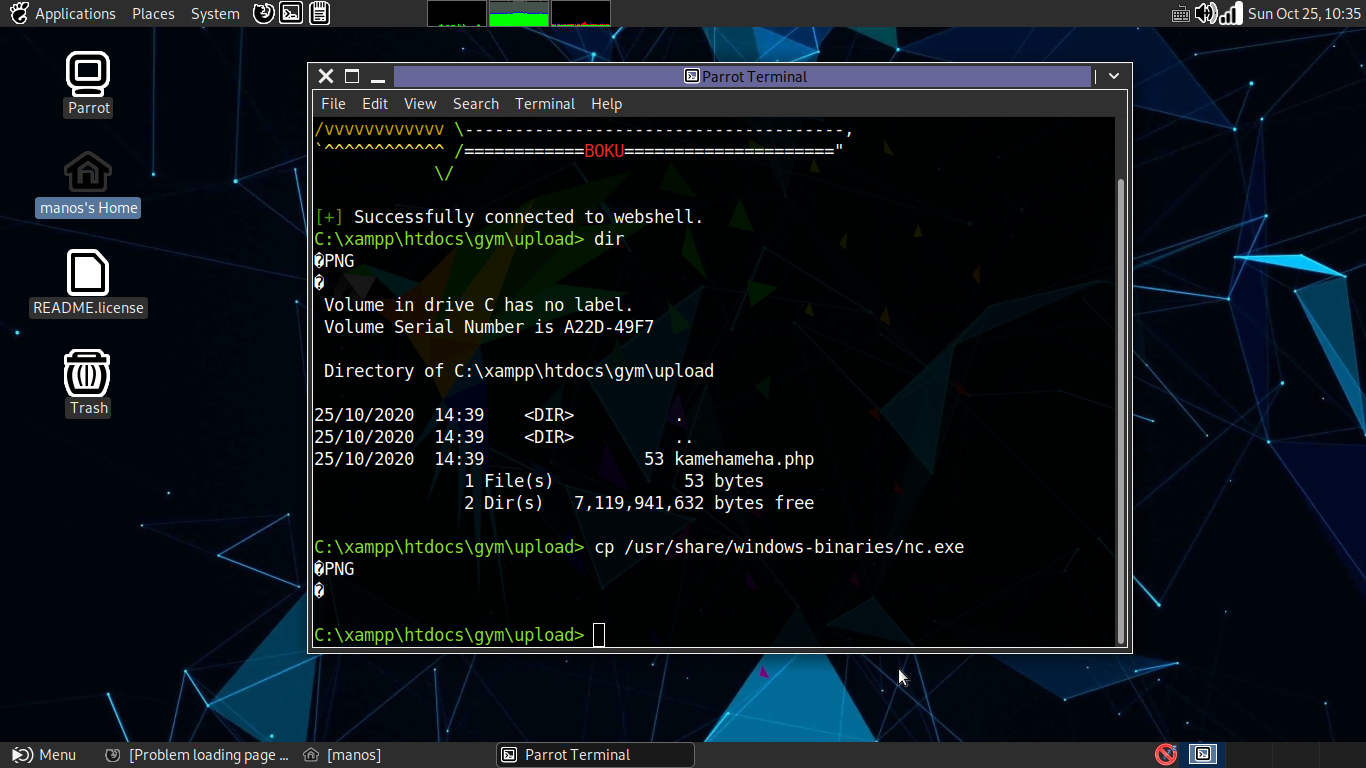 Applications Places System Sun Oct 25, 10:35
Parrot
manos's Home
README.license
Trash
Parrot Terminal
File Edit View Search Terminal Help
/vvvvvvvvvvvv \--------------------------------------,
`^^^^^^^^^^^^ /============BOKU====================="
\/
[+] Successfully connected to webshell.
C:\xampp\htdocs\gym\upload> dir
�PNG
�
Volume in drive C has no label.
Volume Serial Number is A22D-49F7
Directory of C:\xampp\htdocs\gym\upload
25/10/2020 14:39 <DIR> .
25/10/2020 14:39 <DIR> ..
25/10/2020 14:39 53 kamehameha.php
1 File(s) 53 bytes
2 Dir(s) 7,119,941,632 bytes free
C:\xampp\htdocs\gym\upload> cp /usr/share/windows-binaries/nc.exe
�PNG
�
C:\xampp\htdocs\gym\upload>
Menu [Problem loading page ... [manos] Parrot Terminal